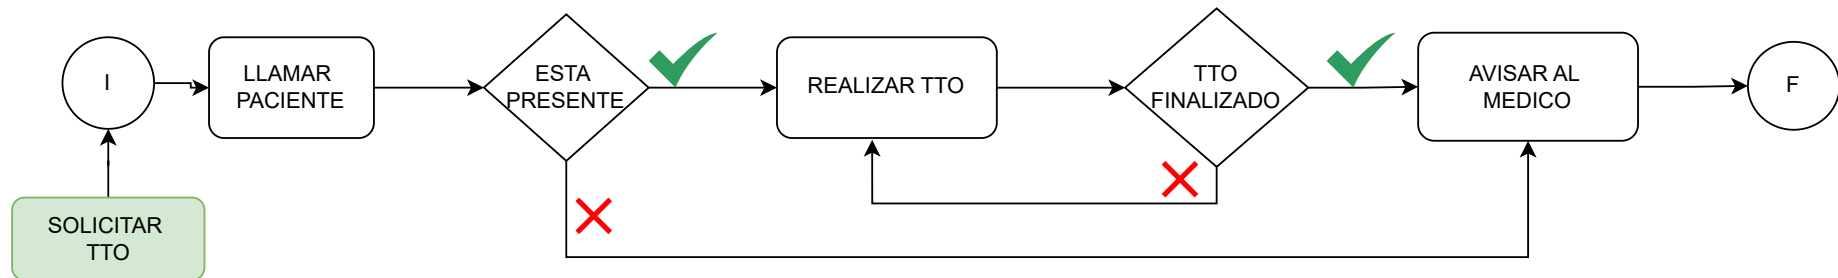 I
LLAMAR
PACIENTE
ESTA
PRESENTE
REALIZAR TTO
TTO
FINALIZADO
AVISAR AL
MEDICO
F
SOLICITAR
TTO